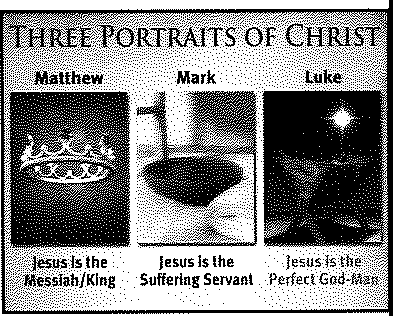 THREE PORTRAITS OF CHRIST
Matthew Mark Luke
Jesus is the
Messiah/King
Jesus is the
Suffering Servant
Jesus is the
Perfect God-Man